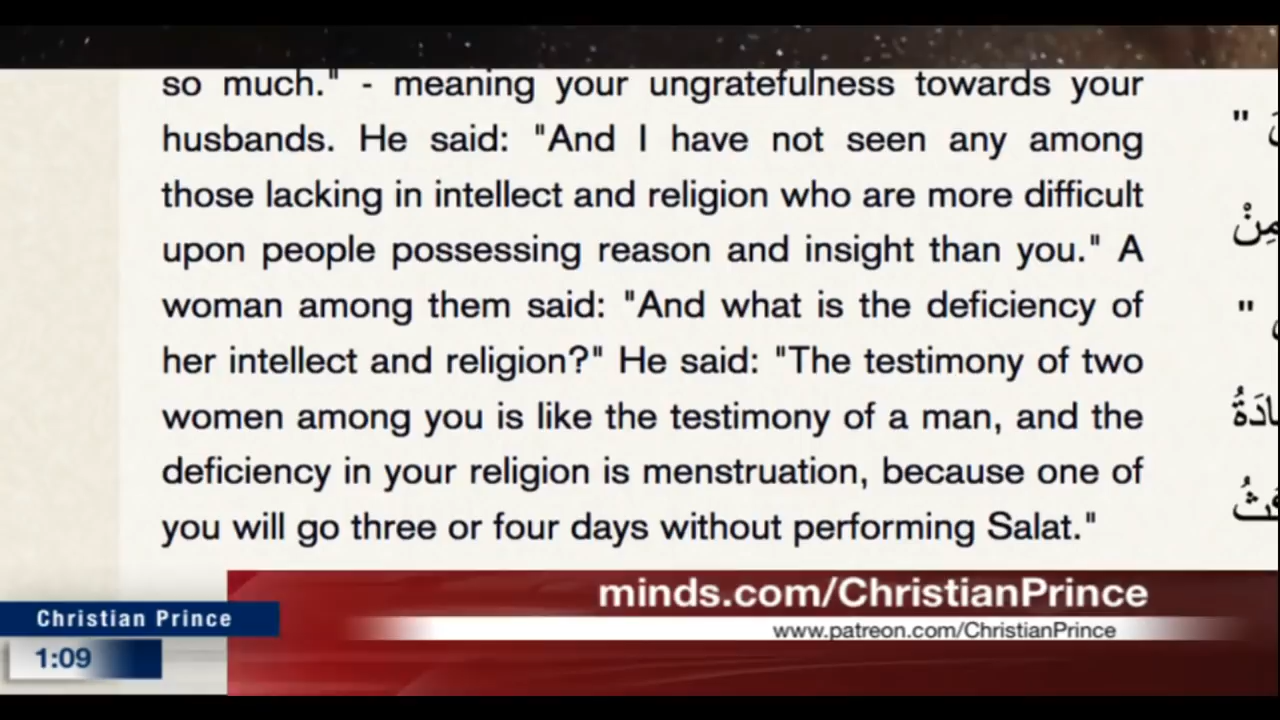 so much." - meaning your ungratefulness towards your
husbands. He said: "And I have not seen any among
those lacking in intellect and religion who are more difficult
upon people possessing reason and insight than you." A
woman among them said: "And what is the deficiency of
her intellect and religion?" He said: "The testimony of two
women among you is like the testimony of a man, and the
deficiency in your religion is menstruation, because one of
you will go three or four days without performing Salat."
مِنْ
minds.com/ChristianPrince
Christian Prince
www.patreon.com/ChristianPrince
1:09